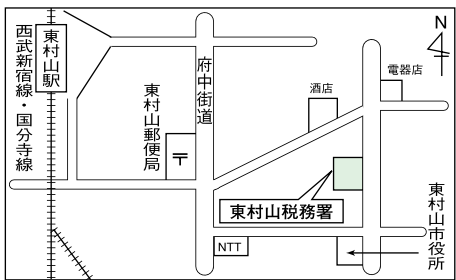 西武新宿線・国分寺線
東村山駅
東村山郵便局
〒
府中街道
酒店
電器店
N
東村山税務署
NTT
東村山市役所